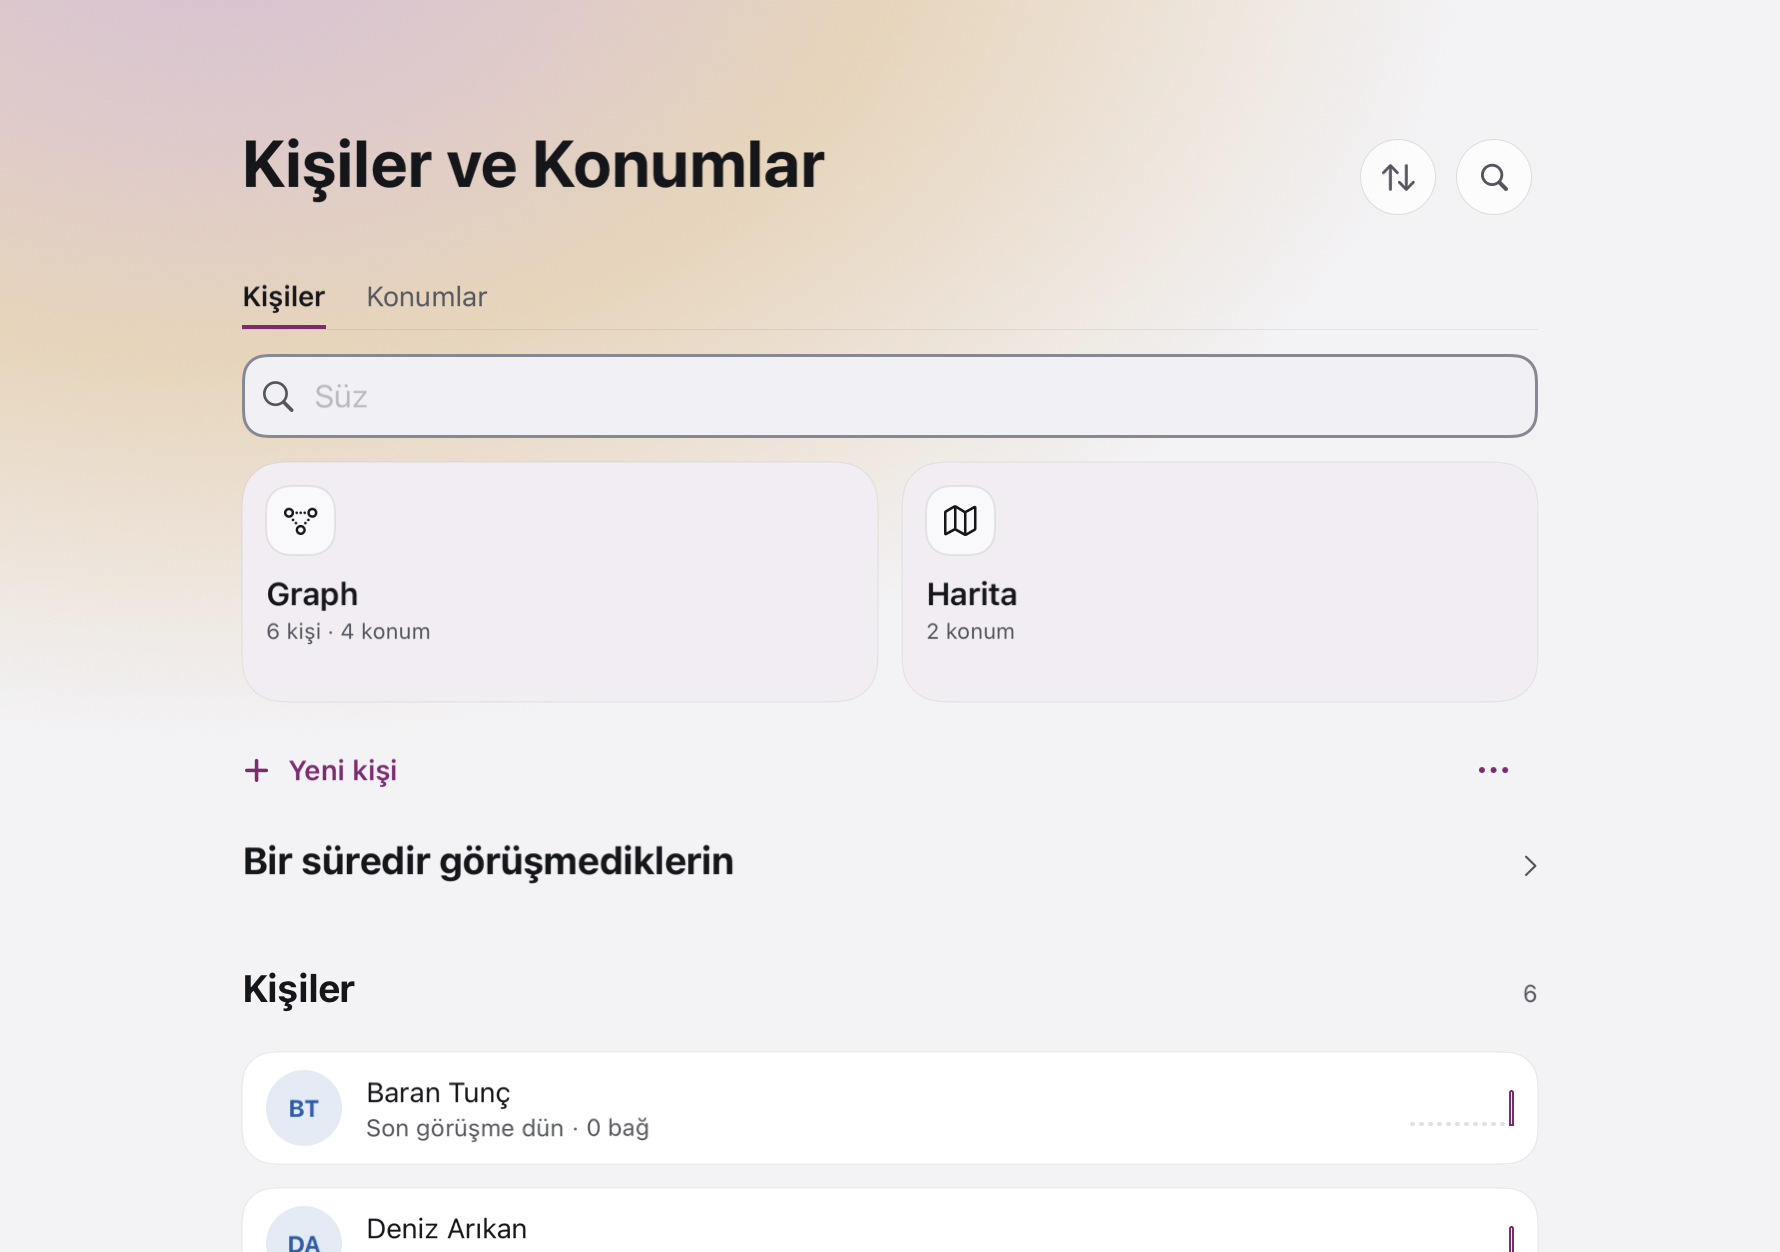 Kişiler ve Konumlar
Kişiler
Konumlar
Süz
Graph
6 kişi · 4 konum
Harita
2 konum
Yeni kişi
Bir süredir görüşmediklerin
Kişiler
6
BT
Baran Tunç
Son görüşme dün · 0 bağ
DA
Deniz Arıkan